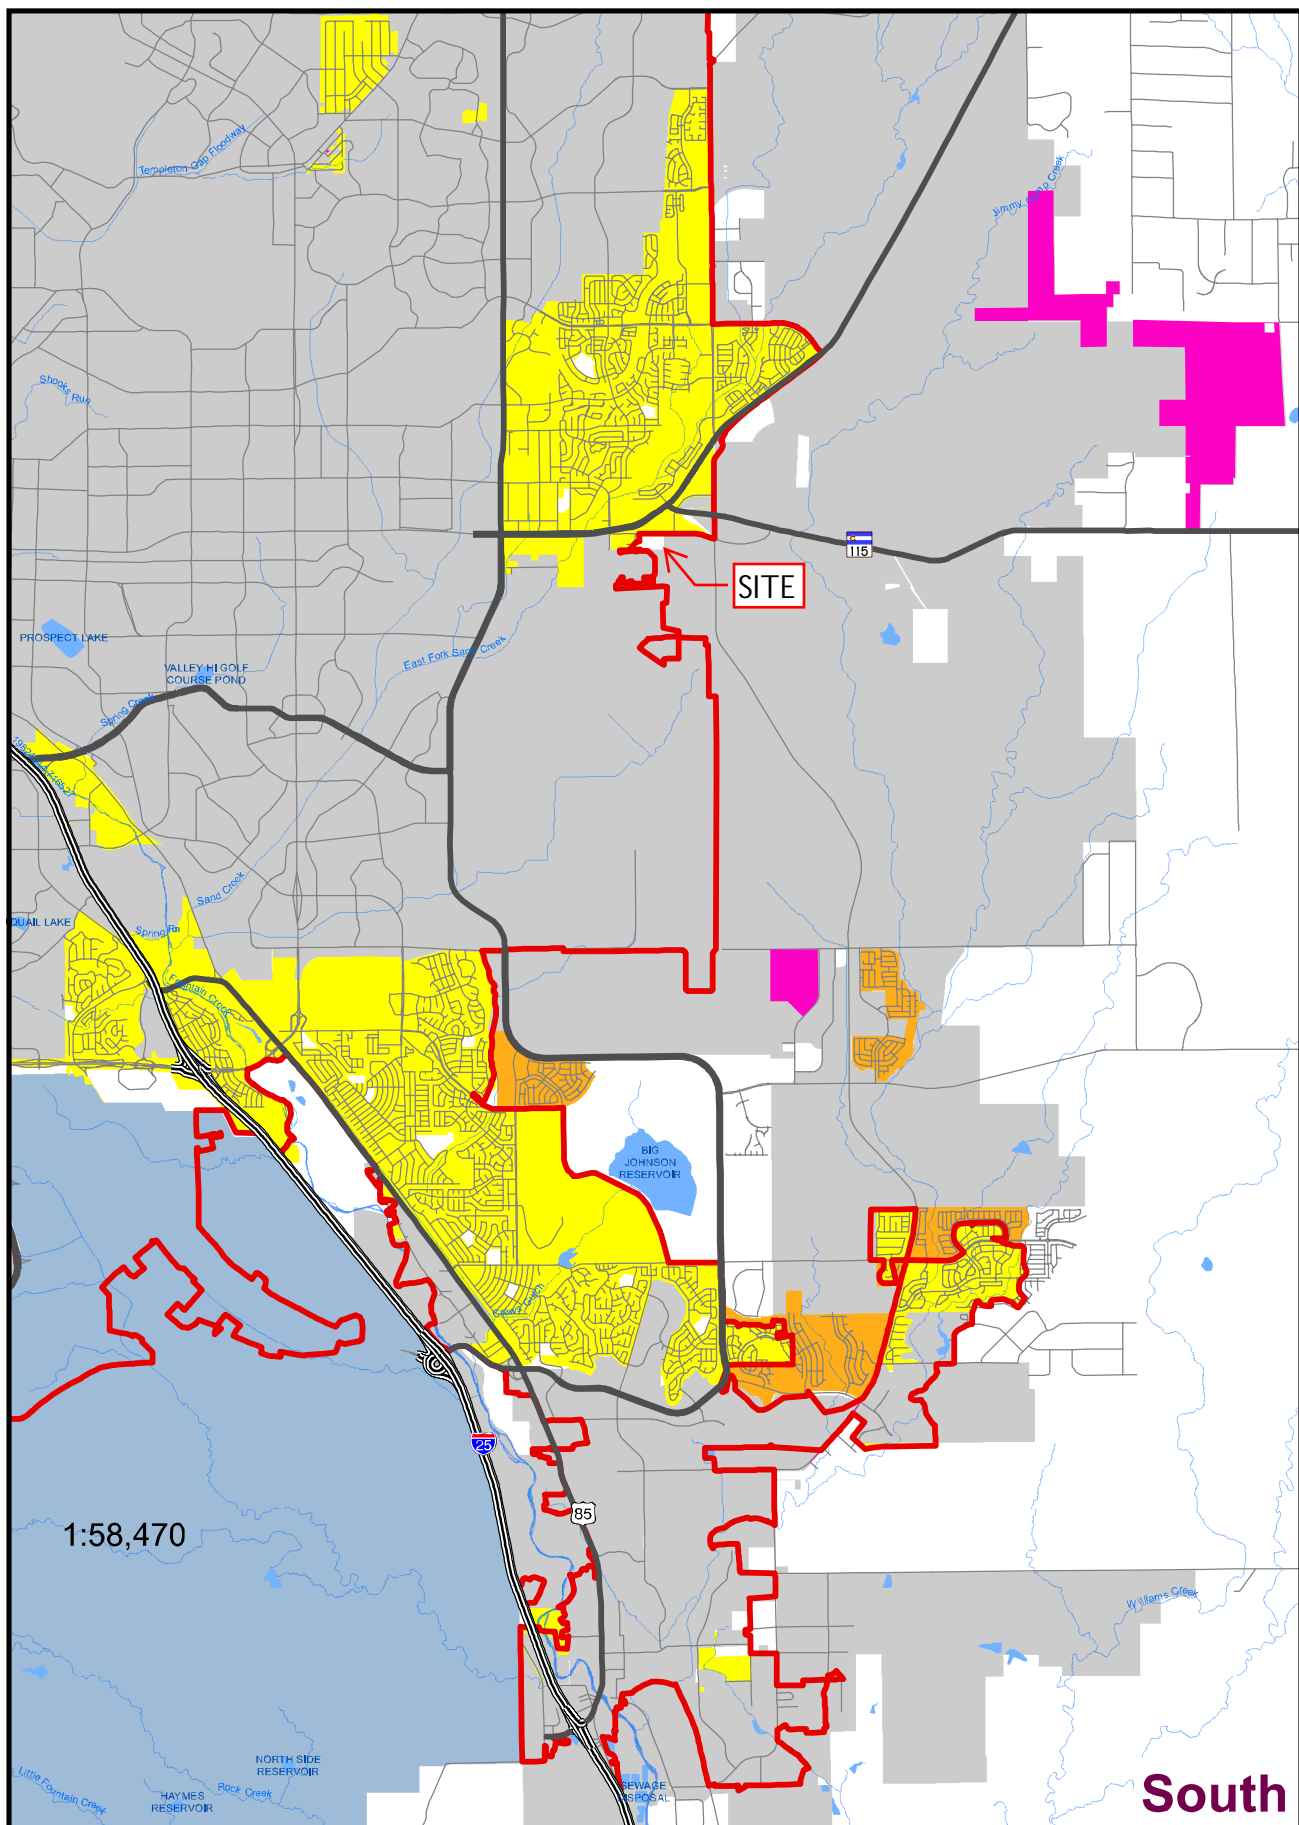 Templeton Gap Floodway
Jimmy Camp Creek
Shooks Run
115
SITE
PROSPECT LAKE
VALLEY HI GOLF
COURSE POND
East Fork Sand Creek
Spring Creek
Sand Creek
QUAIL LAKE
Spring Rn
Fountain Creek
BIG
JOHNSON
RESERVOIR
25
85
1:58,470
Williams Creek
NORTH SIDE
RESERVOIR
Little Fountain Creek
Rock Creek
HAYMES
RESERVOIR
SEWAGE
DISPOSAL
South